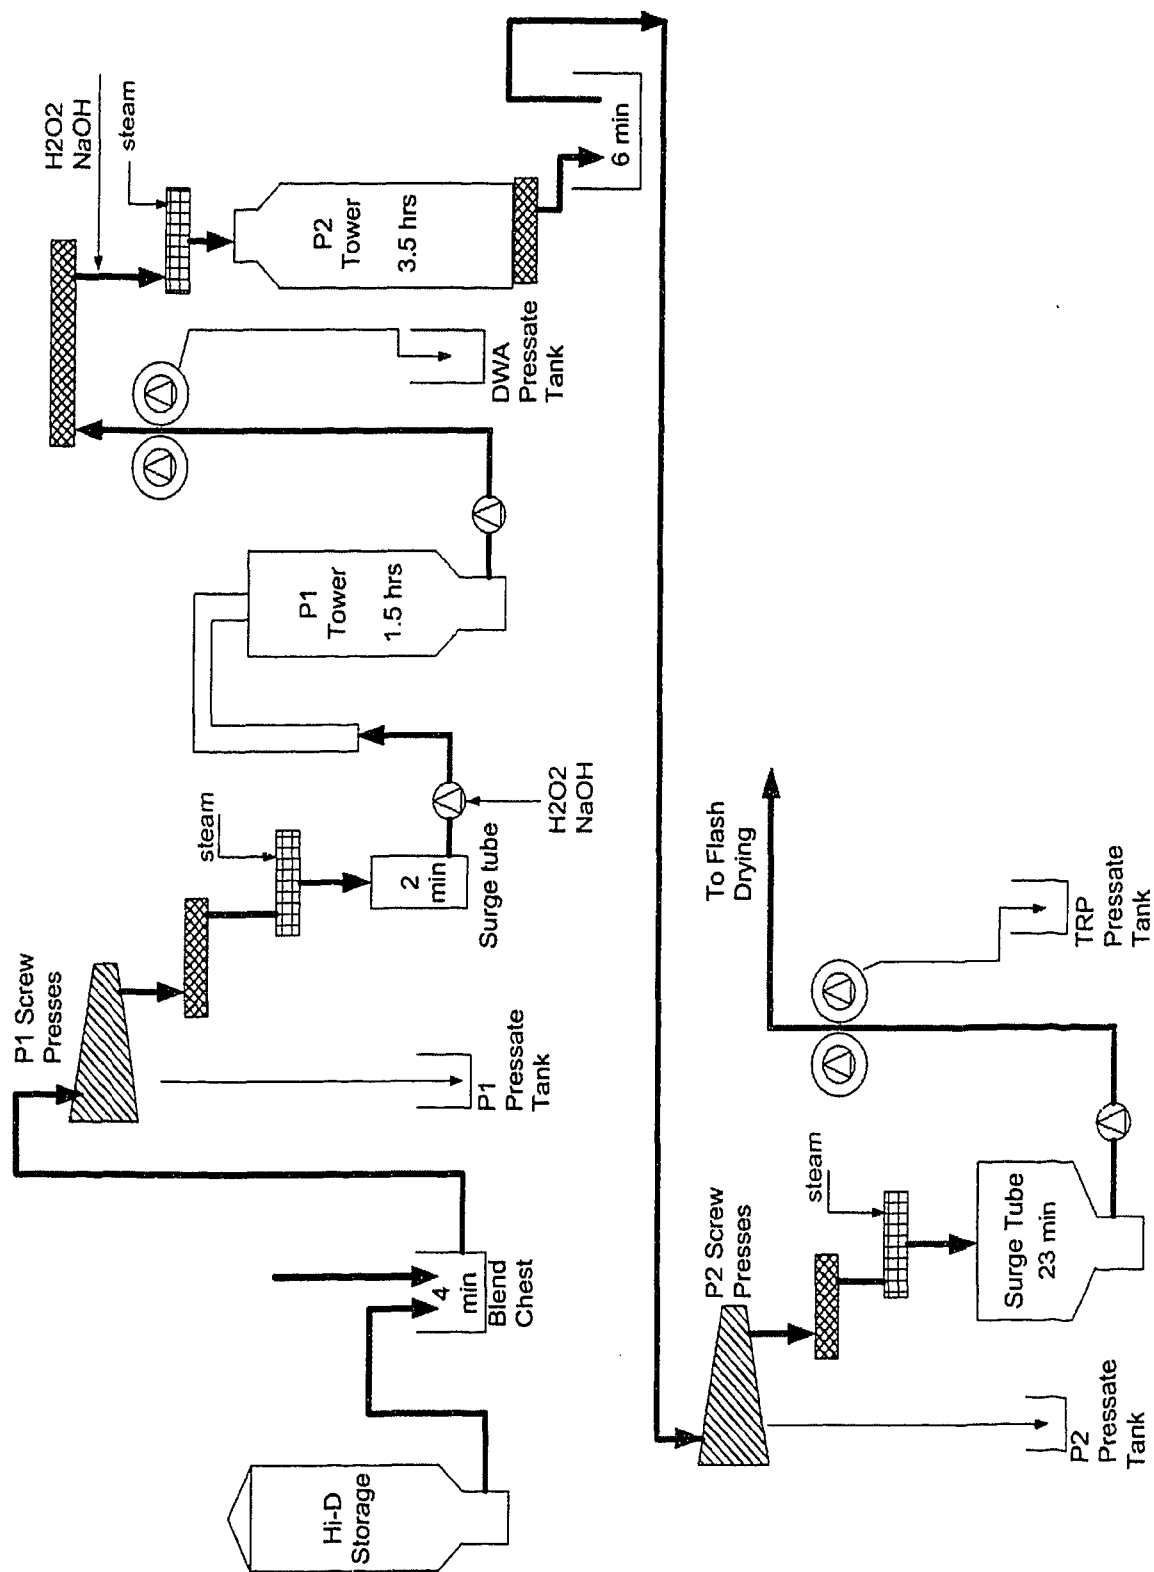 Hi-D
Storage
4
min
Blend
Chest
P1 Screw
Presses
P1
Pressate
Tank
steam
2
min
Surge tube
H2O2
NaOH
P1
Tower
1.5 hrs
DWA
Pressate
Tank
H2O2
NaOH
steam
P2
Tower
3.5 hrs
6 min
P2 Screw
Presses
P2
Pressate
Tank
steam
Surge Tube
23 min
To Flash
Drying
TRP
Pressate
Tank